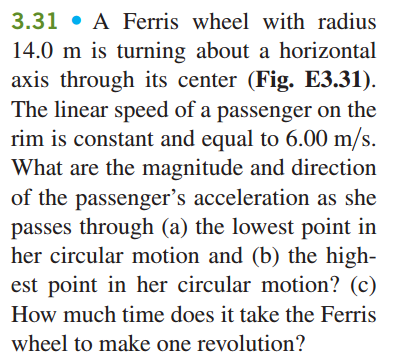 3.31 • A Ferris wheel with radius
14.0 m is turning about a horizontal
axis through its center (Fig. E3.31).
The linear speed of a passenger on the
rim is constant and equal to 6.00 m/s.
What are the magnitude and direction
of the passenger's acceleration as she
passes through (a) the lowest point in
her circular motion and (b) the high-
est point in her circular motion? (c)
How much time does it take the Ferris
wheel to make one revolution?